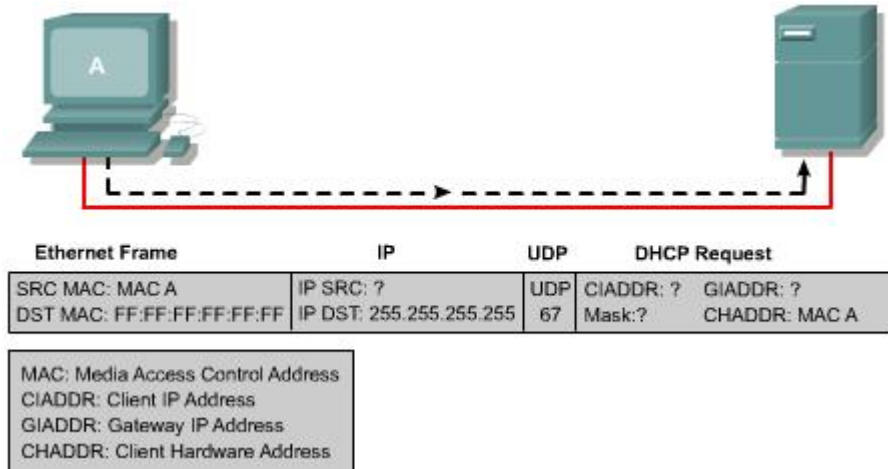 A
Ethernet Frame IP UDP DHCP Request
SRC MAC: MAC A IP SRC: ? UDP CIADDR: ? GIADDR: ?
DST MAC: FF:FF:FF:FF:FF:FF IP DST: 255.255.255.255 67 Mask:? CHADDR: MAC A
MAC: Media Access Control Address
CIADDR: Client IP Address
GIADDR: Gateway IP Address
CHADDR: Client Hardware Address